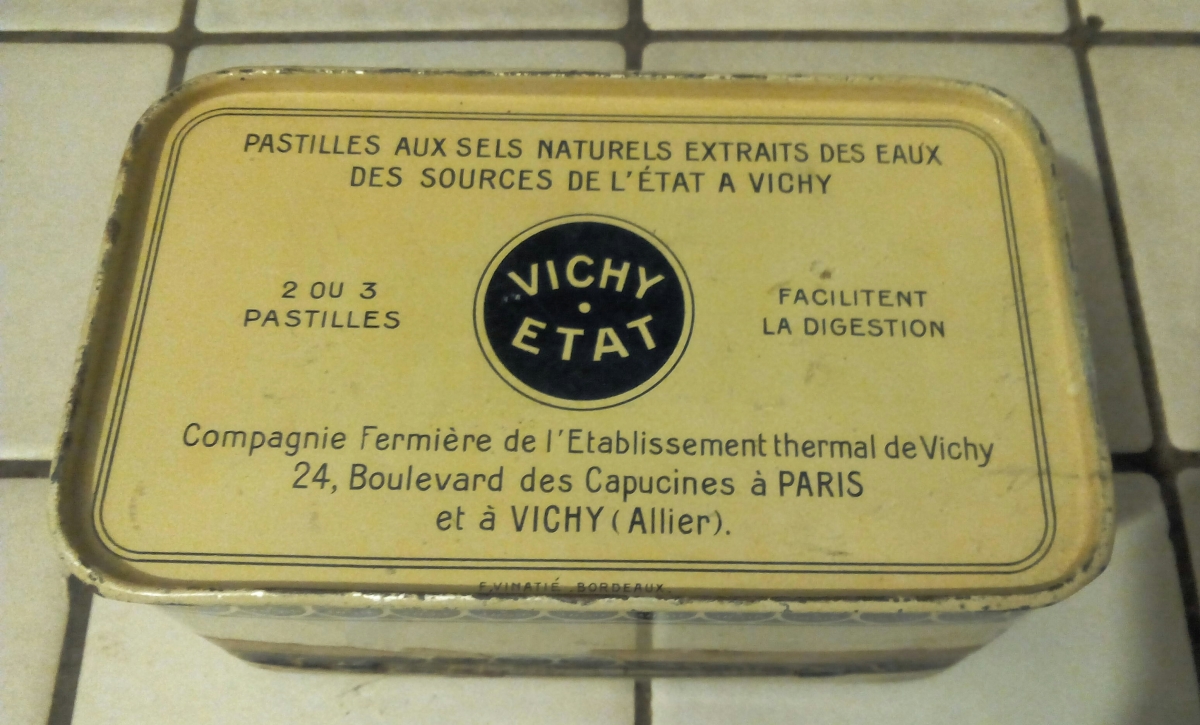 PASTILLES AUX SELS NATURELS EXTRAITS DES EAUX
DES SOURCES DE L'ÉTAT A VICHY
2 OU 3
PASTILLES
VICHY
ETAT
FACILITENT
LA DIGESTION
Compagnie Fermière de l'Etablissement thermal de Vichy
24, Boulevard des Capucines à PARIS
et à VICHY (Allier).
F. VINATIÉ. BORDEAUX.